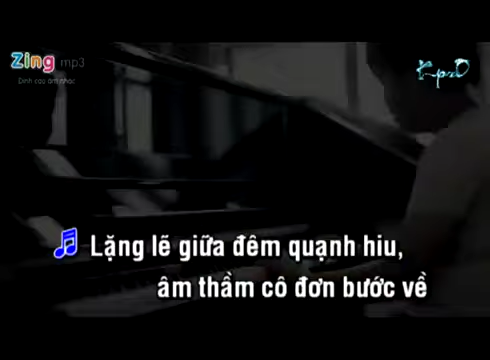 Zing mp3
Đỉnh cao âm nhạc
Lặng lẽ giữa đêm quạnh hiu,
âm thầm cô đơn bước về